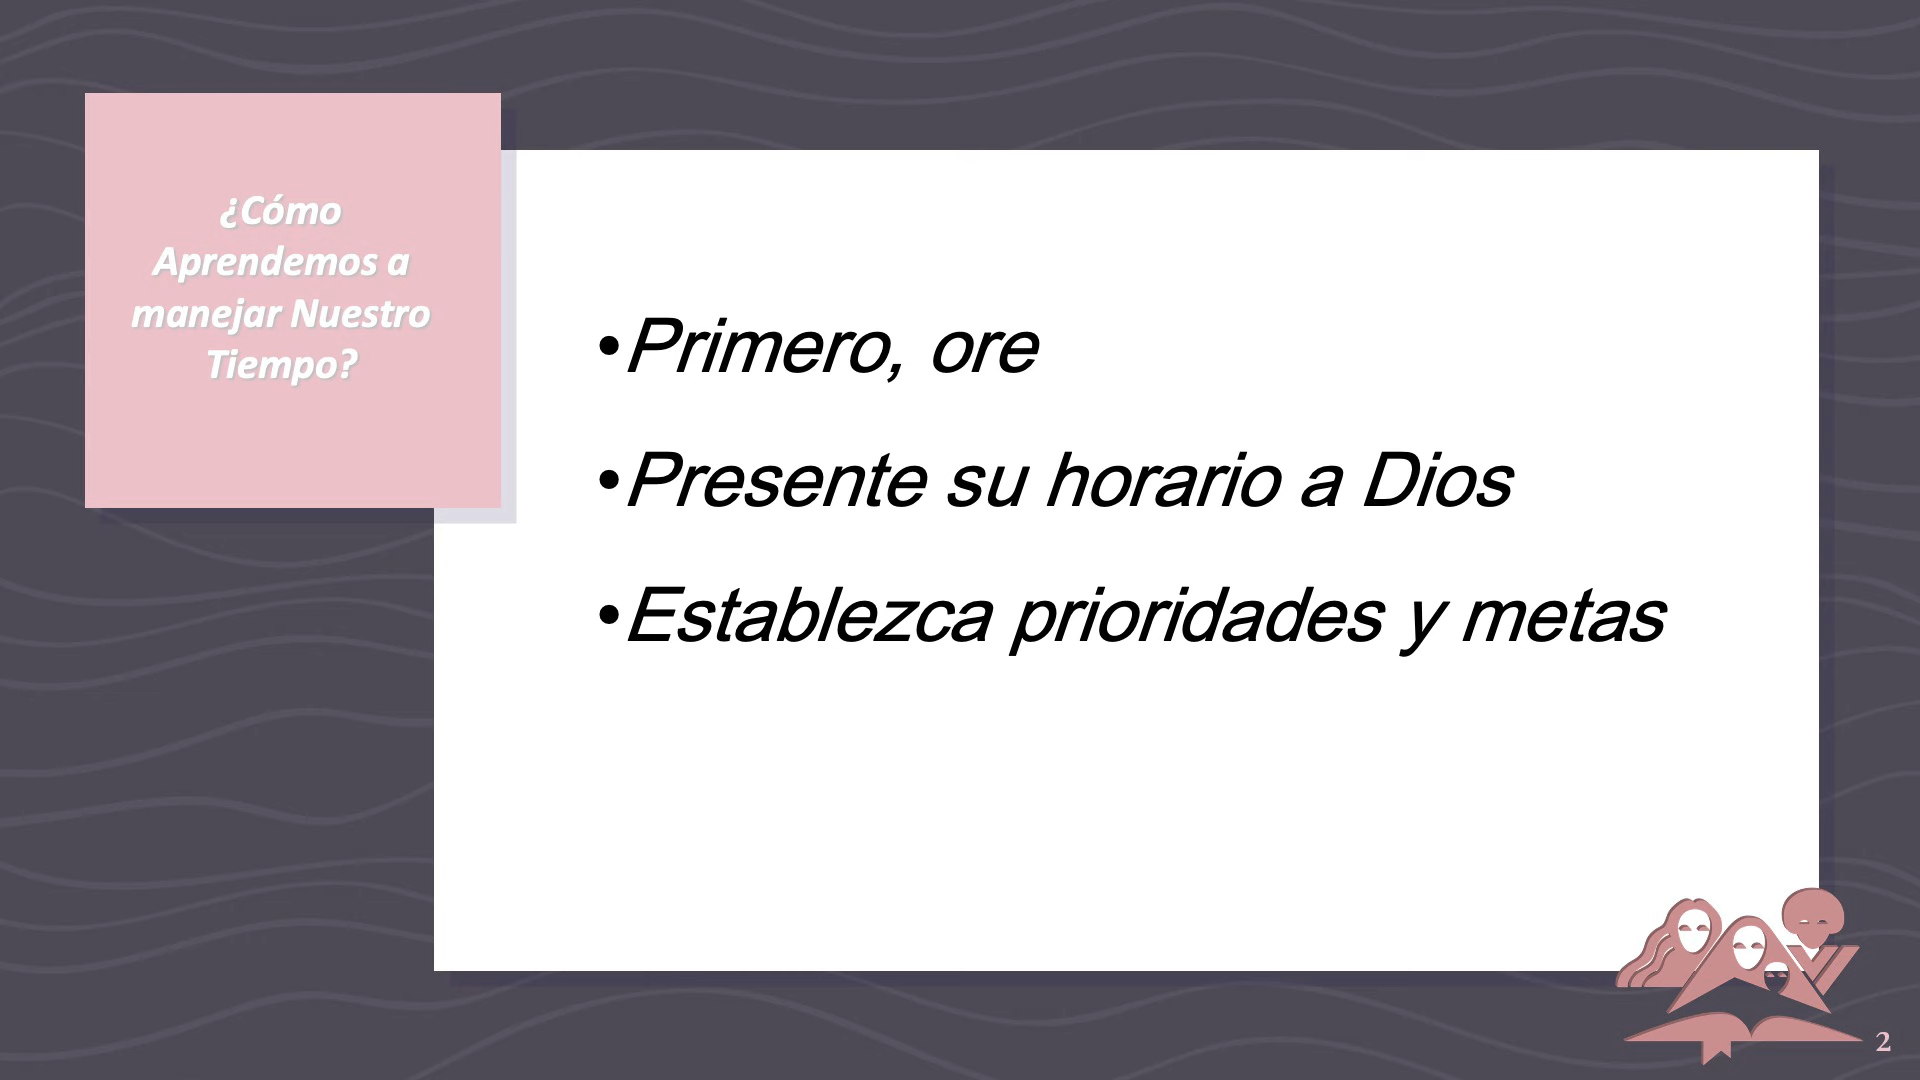 ¿Cómo
Aprendemos a
manejar Nuestro
Tiempo?
•Primero, ore
•Presente su horario a Dios
•Establezca prioridades y metas
2